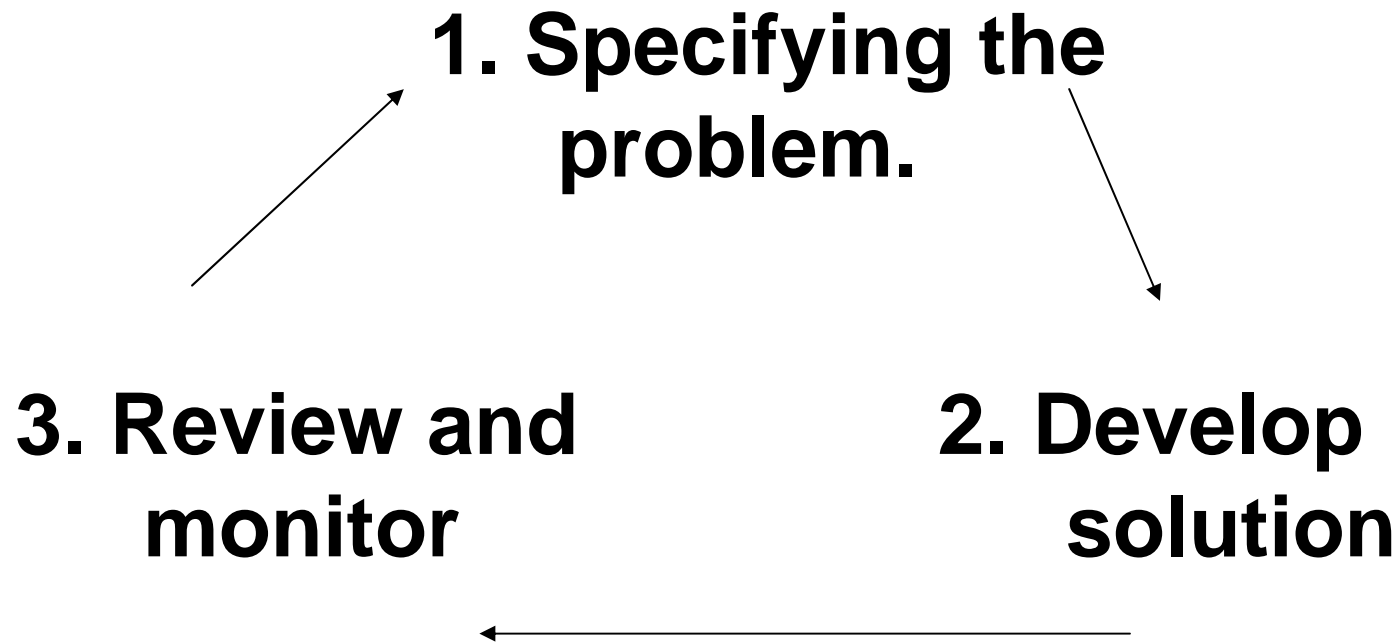 1. Specifying the
problem.
3. Review and
monitor
2. Develop
solution